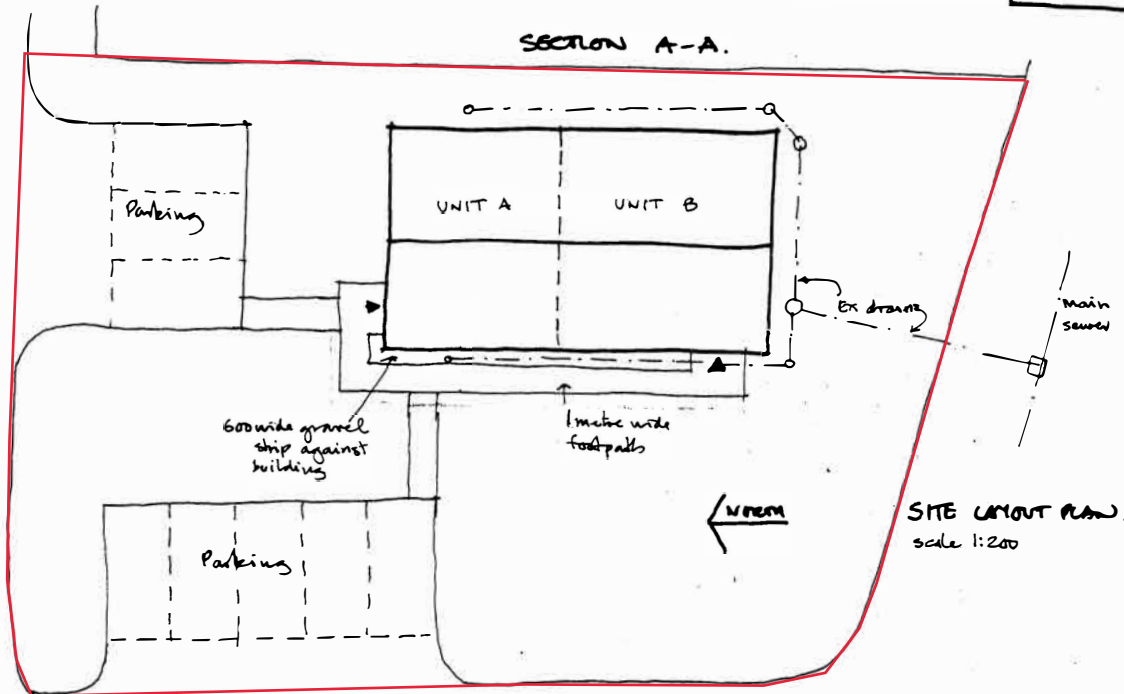 SECTION A-A.
UNIT A
UNIT B
Parking
Ex drains
main
sewer
600 wide gravel
strip against
building
1 metre wide
footpaths
NORTH
SITE LAYOUT PLAN.
scale 1:200
Parking